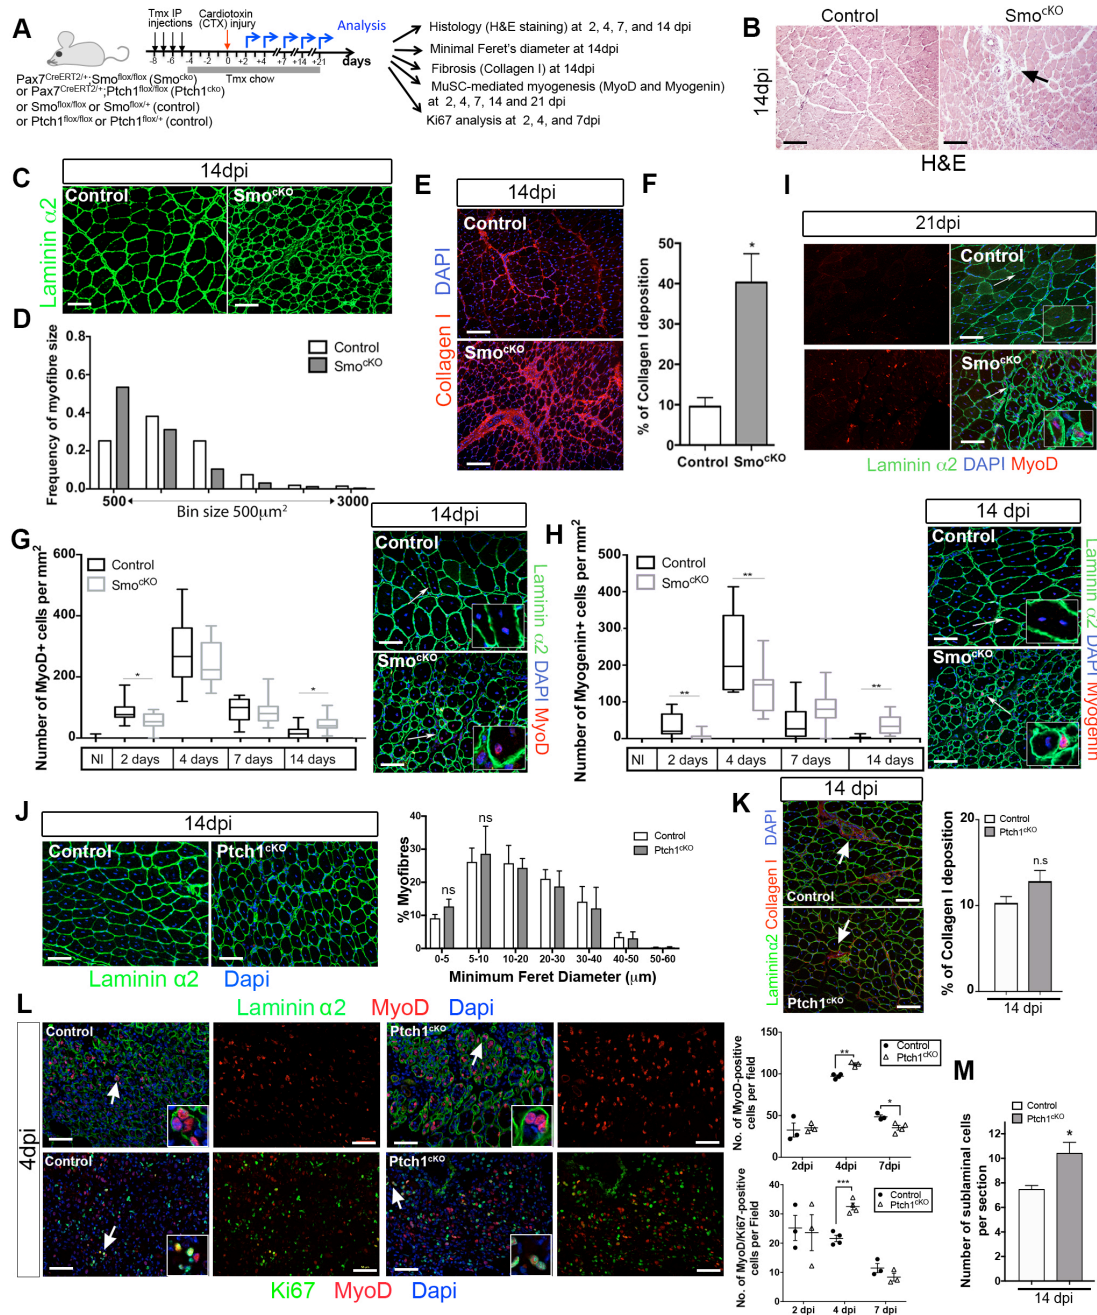 A
Tmx IP
injections
Cardiotoxin
(CTX) injury
Analysis
-8 -6 -4 0 +2 +4 +7 +14 +21
days
Tmx chow
Pax7CreERT2/+;Smoflox/flox (Smocko)
or Pax7CreERT2/+;Ptch1flox/flox (Ptch1cko)
or Smoflox/flox or Smoflox/+ (control)
or Ptch1flox/flox or Ptch1flox/+ (control)
Histology (H&E staining) at 2, 4, 7, and 14 dpi
Minimal Feret's diameter at 14dpi
Fibrosis (Collagen I) at 14dpi
MuSC-mediated myogenesis (MyoD and Myogenin)
at 2, 4, 7, 14 and 21 dpi
Ki67 analysis at 2, 4, and 7dpi
B
Control
SmocKO
14dpi
H&E
C
14dpi
Control
SmocKO
Laminin α2
D
Frequency of myofibre size
0.8
0.6
0.4
0.2
0.0
Control
SmocKO
500
3000
Bin size 500μm2
E
14dpi
Control
SmocKO
Collagen I DAPI
F
% of Collagen I deposition
50
40
30
20
10
0
*
Control SmocKO
I
21dpi
Control
SmocKO
Laminin α2 DAPI MyoD
G
Number of MyoD+ cells per mm2
600
400
200
0
Control
SmocKO
*
*
NI 2 days 4 days 7 days 14 days
14dpi
Control
SmocKO
Laminin α2 DAPI MyoD
H
Number of Myogenin+ cells per mm2
500
400
300
200
100
0
Control
SmocKO
**
**
**
NI 2 days 4 days 7 days 14 days
14 dpi
Control
SmocKO
Laminin α2 DAPI Myogenin
J
14dpi
Control
Ptch1cKO
Laminin α2 Dapi
% Myofibres
40
30
20
10
0
ns
ns
Control
Ptch1cKO
0-5 5-10 10-20 20-30 30-40 40-50 50-60
Minimum Feret Diameter (μm)
K
14 dpi
Control
Ptch1cKO
Lamininα2 Collagen I DAPI
% of Collagen I deposition
20
10
0
Control
Ptch1cKO
n.s
14 dpi
L
Laminin α2 MyoD Dapi
4dpi
Control
Ptch1cKO
Control
Ptch1cKO
Ki67 MyoD Dapi
No. of MyoD-positive
cells per field
150
100
50
0
**
*
Control
Ptch1cKO
2dpi 4dpi 7dpi
No. of MyoD/Ki67-positive
cells per Field
40
30
20
10
0
***
Control
Ptch1cKO
2 dpi 4 dpi 7 dpi
M
Control
Ptch1cKO
Number of sublaminal cells
per section
12
10
8
6
4
2
0
*
14 dpi